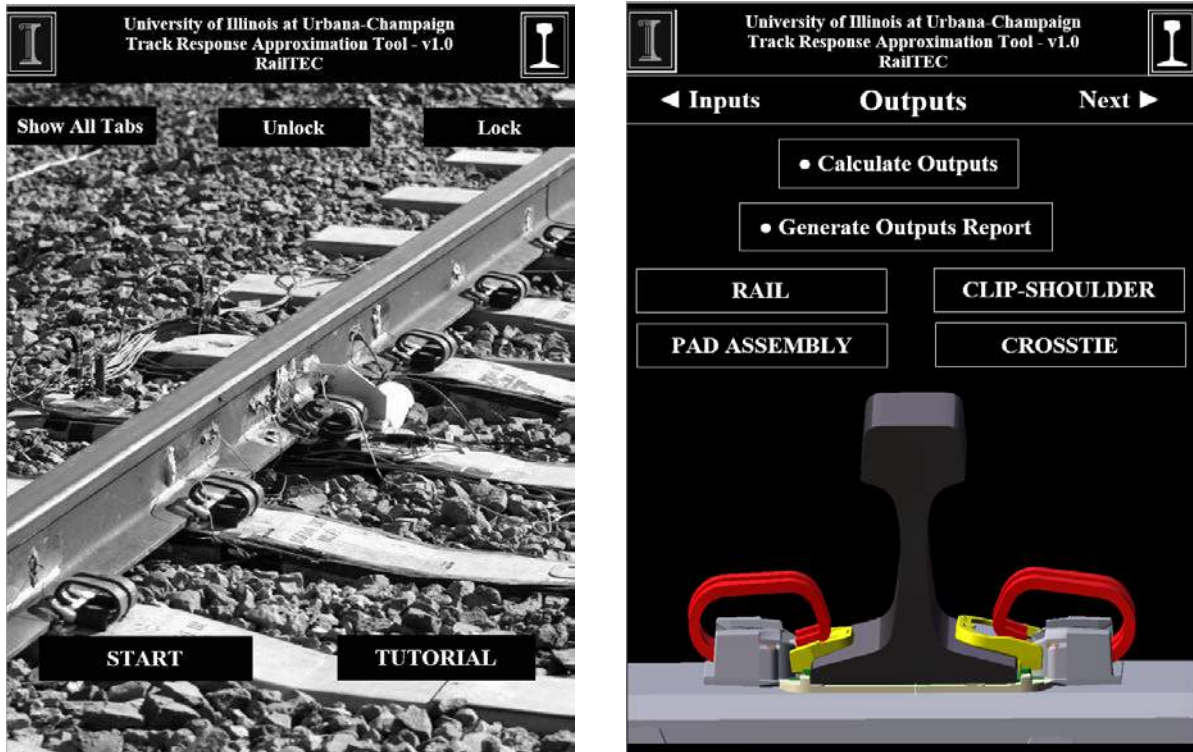 University of Illinois at Urbana-Champaign
Track Response Approximation Tool - v1.0
RailTEC
Show All Tabs
Unlock
Lock
START
TUTORIAL
University of Illinois at Urbana-Champaign
Track Response Approximation Tool - v1.0
RailTEC
◄ Inputs
Outputs
Next ►
• Calculate Outputs
• Generate Outputs Report
RAIL
CLIP-SHOULDER
PAD ASSEMBLY
CROSSTIE